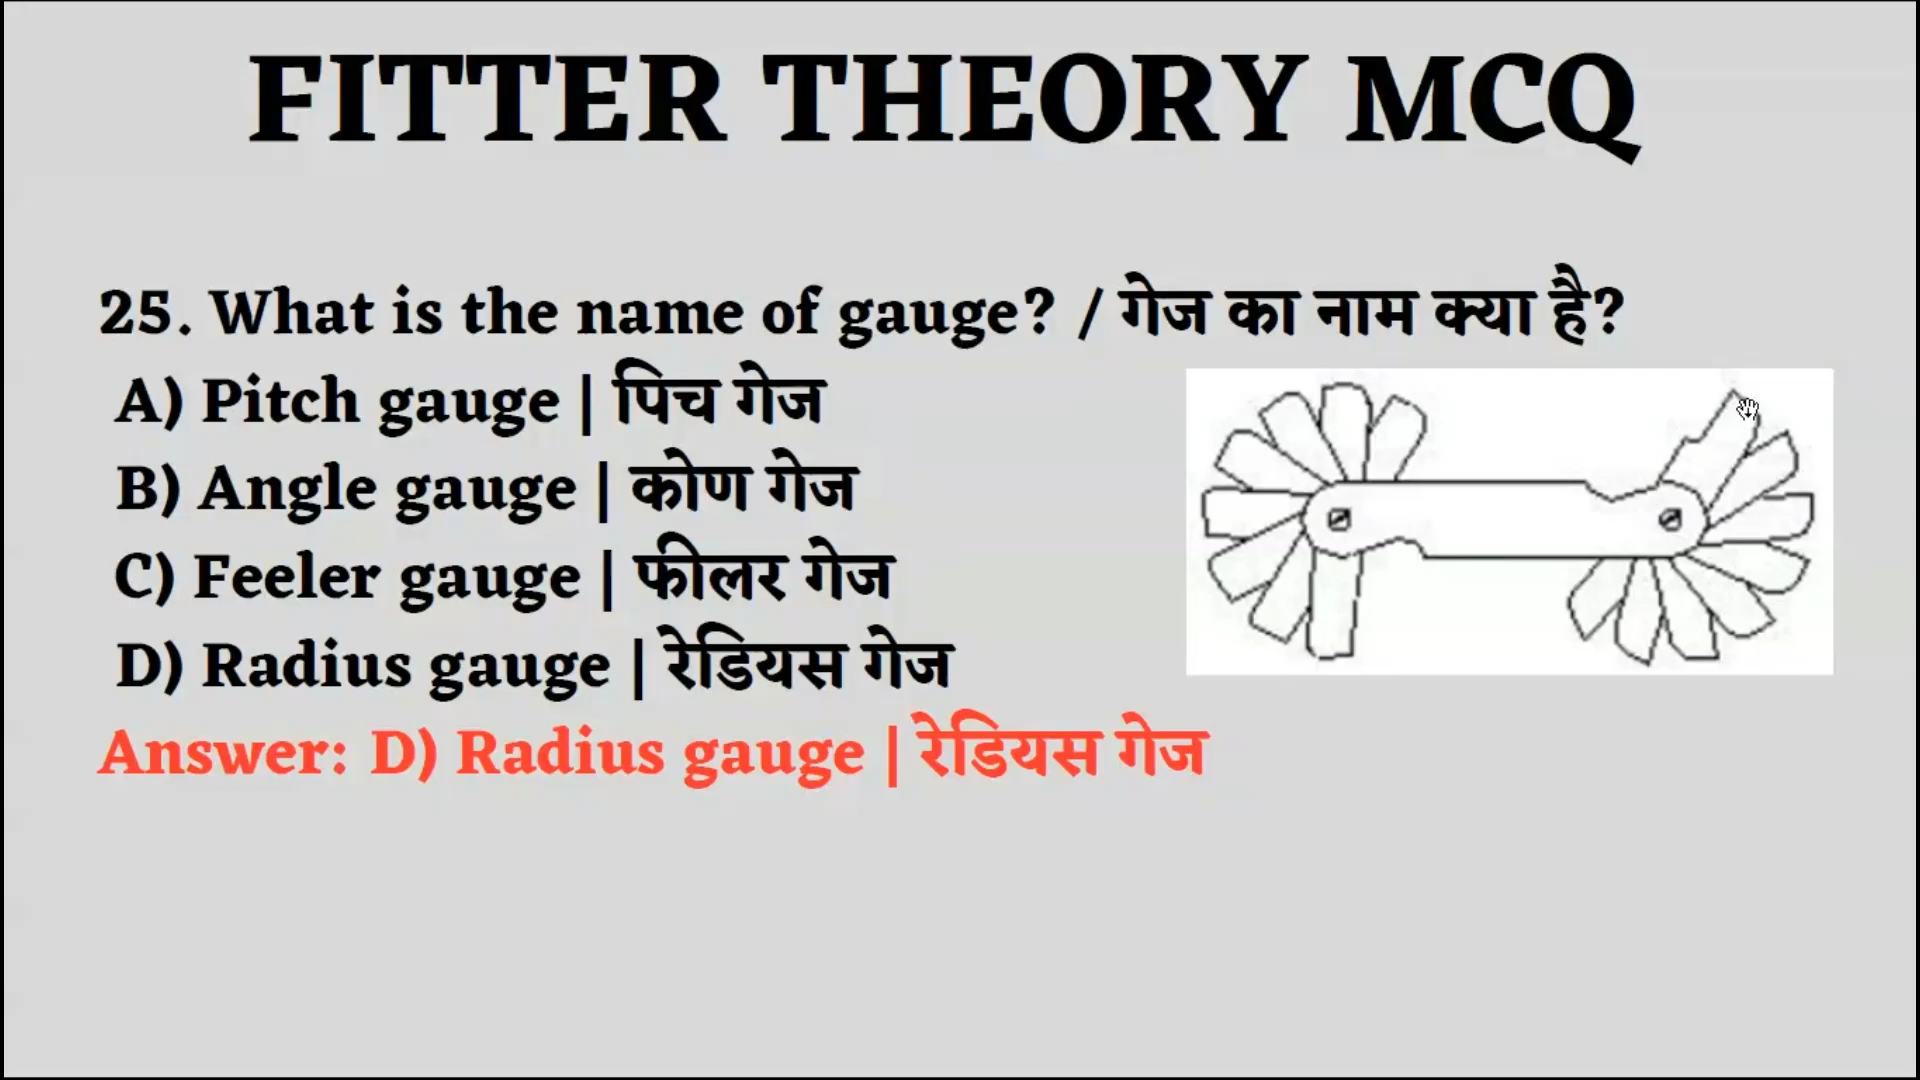 FITTER THEORY MCQ
25. What is the name of gauge? / गेज का नाम क्या है?
A) Pitch gauge | पिच गेज
B) Angle gauge | कोण गेज
C) Feeler gauge | फीलर गेज
D) Radius gauge | रेडियस गेज
Answer: D) Radius gauge | रेडियस गेज